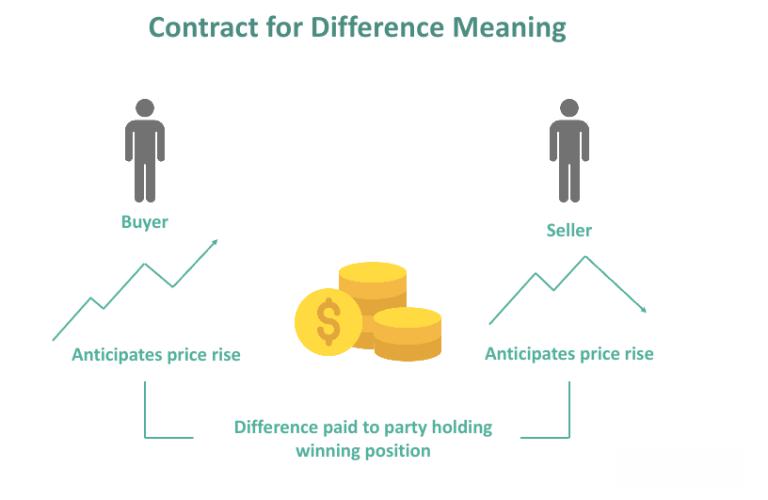 Contract for Difference Meaning
Buyer
Seller
$
Anticipates price rise
Anticipates price rise
Difference paid to party holding
winning position